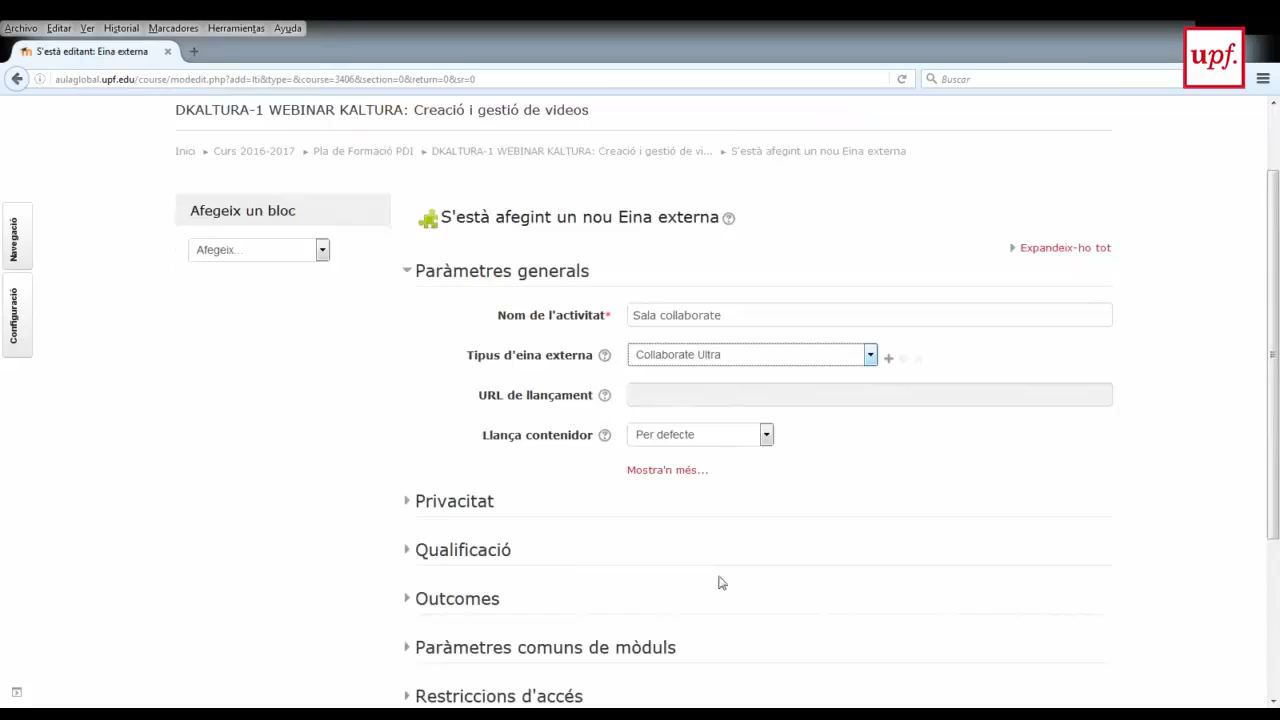 Archivo Editar Ver Historial Marcadores Herramientas Ayuda
S'està editant: Eina externa
upf.
aulaglobal.upf.edu/course/modedit.php?add=lti&type=&course=3406&section=0&return=0&sr=0
Buscar
DKALTURA-1 WEBINAR KALTURA: Creació i gestió de videos
Inici ► Curs 2016-2017 ► Pla de Formació PDI ► DKALTURA-1 WEBINAR KALTURA: Creació i gestió de vi... ► S'està afegint un nou Eina externa
Navegació
Configuració
Afegeix un bloc
Afegeix...
S'està afegint un nou Eina externa
Expandeix-ho tot
Paràmetres generals
Nom de l'activitat* Sala collaborate
Tipus d'eina externa Collaborate Ultra
URL de llançament
Llança contenidor Per defecte
Mostra'n més...
Privacitat
Qualificació
Outcomes
Paràmetres comuns de mòduls
Restriccions d'accés